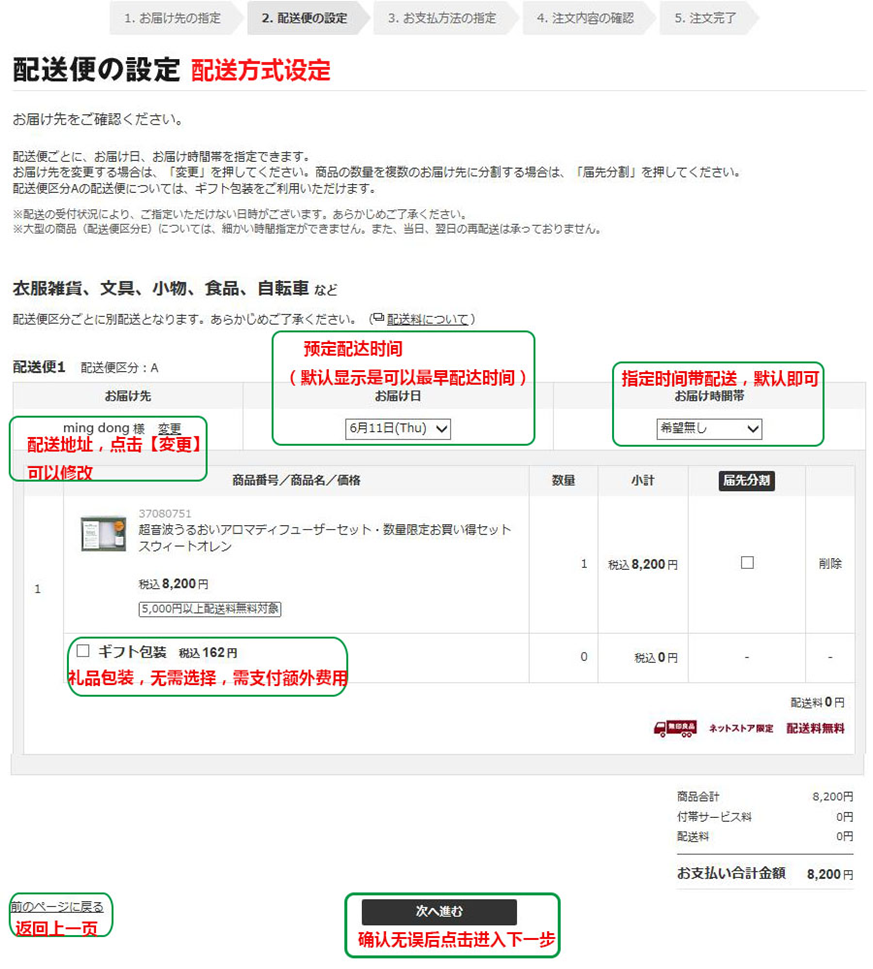 1. お届け先の指定
2. 配送便の設定
3. お支払方法の指定
4. 注文内容の確認
5. 注文完了
配送便の設定 配送方式设定
お届け先をご確認ください。
配送便ごとに、お届け日、お届け時間帯を指定できます。
お届け先を変更する場合は、「変更」を押してください。商品の数量を複数のお届け先に分割する場合は、「届先分割」を押してください。
配送便区分Aの配送便については、ギフト包装をご利用いただけます。
※配送の受付状況により、ご指定いただけない日時がございます。あらかじめご了承ください。
※大型の商品（配送便区分E）については、細かい時間指定ができません。また、当日、翌日の再配送は承っておりません。
衣服雑貨、文具、小物、食品、自転車 など
配送便区分ごとに別配送となります。あらかじめご了承ください。（配送料について）
预定配达时间
（默认显示是可以最早配达时间）
配送便1 配送便区分：A
指定时间带配送，默认即可
お届け先
お届け日
お届け時間帯
ming dong 様 変更
6月11日(Thu)
希望無し
配送地址，点击【变更】
可以修改
商品番号／商品名／価格
数量
小計
届先分割
37080751
超音波うるおいアロマディフューザーセット・数量限定お買い得セット
スウィートオレン
1
1
税込8,200円
削除
税込8,200円
5,000円以上配送料無料対象
ギフト包装 税込162円
0
税込0円
-
-
礼品包装，无需选择，需支付额外费用
配送料0円
無印良品 ネットストア限定 配送料無料
商品合計 8,200円
付帯サービス料 0円
配送料 0円
お支払い合計金額 8,200円
前のページに戻る
返回上一页
次へ進む
确认无误后点击进入下一步